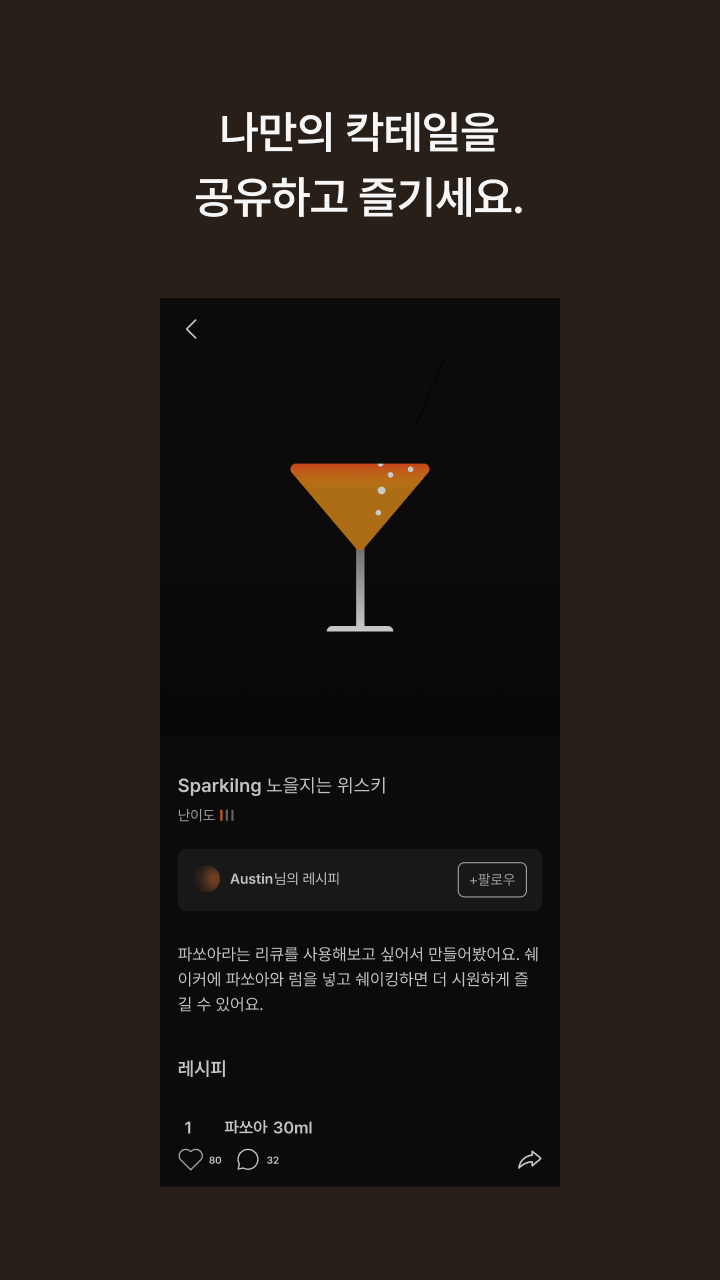 나만의 칵테일을
공유하고 즐기세요.
Sparkilng 노을지는 위스키
난이도
Austin님의 레시피
+팔로우
파쏘아라는 리큐를 사용해보고 싶어서 만들어봤어요. 쉐
이커에 파쏘아와 럼을 넣고 쉐이킹하면 더 시원하게 즐
길 수 있어요.
레시피
1 파쏘아 30ml
80 32